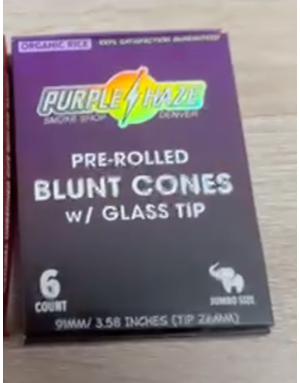 ORGANIC RICE
100% SATISFACTION GUARANTEED
PURPLE HAZE
SMOKE SHOP DENVER
PRE-ROLLED
BLUNT CONES
W/ GLASS TIP
6
COUNT
JUMBO SIZE
91MM/ 3.58 INCHES (TIP 26MM)